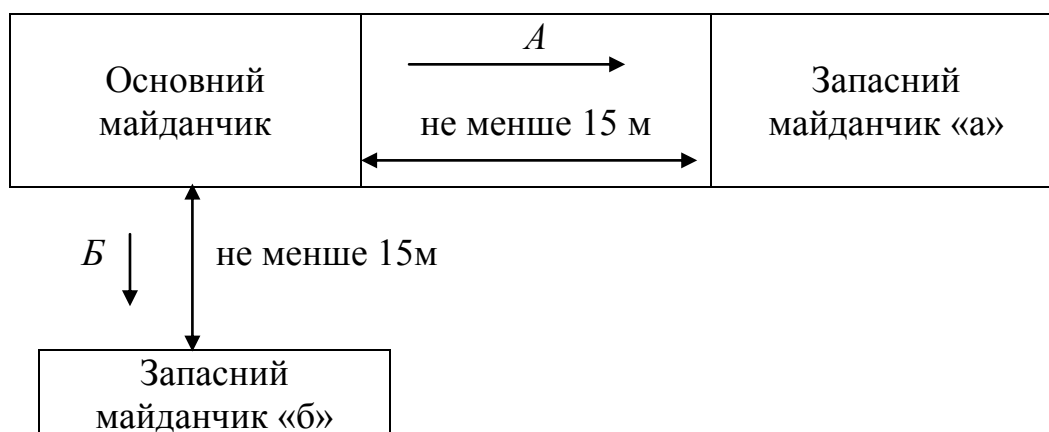 Основний
майданчик
А
не менше 15 м
Запасний
майданчик «а»
Б
не менше 15м
Запасний
майданчик «б»